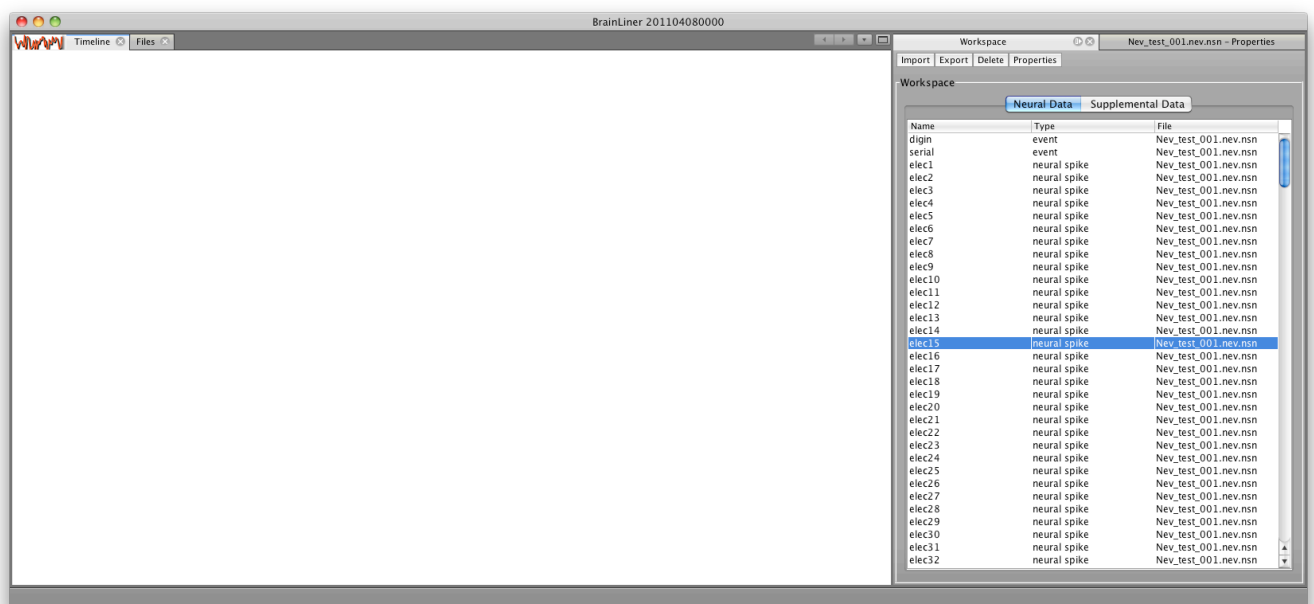 BrainLiner 201104080000
Timeline Files
Workspace Nev_test_001.nev.nsn - Properties
Import Export Delete Properties
Workspace
Neural Data Supplemental Data
Name Type File
digin event Nev_test_001.nev.nsn
serial event Nev_test_001.nev.nsn
elec1 neural spike Nev_test_001.nev.nsn
elec2 neural spike Nev_test_001.nev.nsn
elec3 neural spike Nev_test_001.nev.nsn
elec4 neural spike Nev_test_001.nev.nsn
elec5 neural spike Nev_test_001.nev.nsn
elec6 neural spike Nev_test_001.nev.nsn
elec7 neural spike Nev_test_001.nev.nsn
elec8 neural spike Nev_test_001.nev.nsn
elec9 neural spike Nev_test_001.nev.nsn
elec10 neural spike Nev_test_001.nev.nsn
elec11 neural spike Nev_test_001.nev.nsn
elec12 neural spike Nev_test_001.nev.nsn
elec13 neural spike Nev_test_001.nev.nsn
elec14 neural spike Nev_test_001.nev.nsn
elec15 neural spike Nev_test_001.nev.nsn
elec16 neural spike Nev_test_001.nev.nsn
elec17 neural spike Nev_test_001.nev.nsn
elec18 neural spike Nev_test_001.nev.nsn
elec19 neural spike Nev_test_001.nev.nsn
elec20 neural spike Nev_test_001.nev.nsn
elec21 neural spike Nev_test_001.nev.nsn
elec22 neural spike Nev_test_001.nev.nsn
elec23 neural spike Nev_test_001.nev.nsn
elec24 neural spike Nev_test_001.nev.nsn
elec25 neural spike Nev_test_001.nev.nsn
elec26 neural spike Nev_test_001.nev.nsn
elec27 neural spike Nev_test_001.nev.nsn
elec28 neural spike Nev_test_001.nev.nsn
elec29 neural spike Nev_test_001.nev.nsn
elec30 neural spike Nev_test_001.nev.nsn
elec31 neural spike Nev_test_001.nev.nsn
elec32 neural spike Nev_test_001.nev.nsn